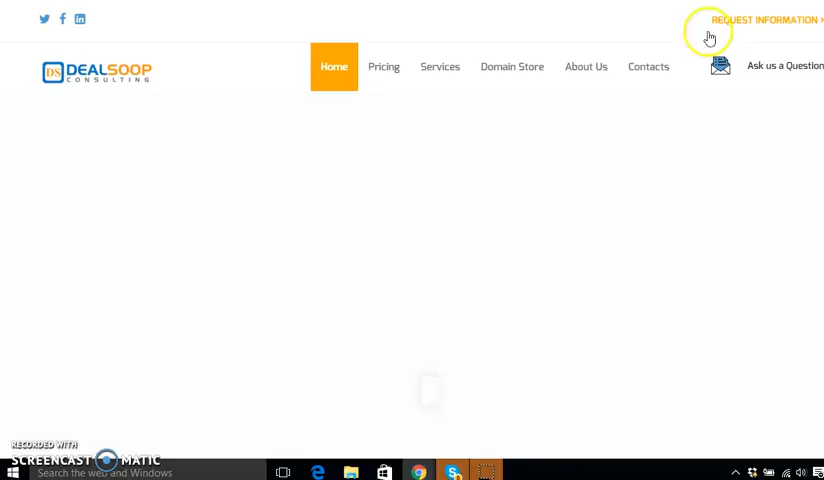 REQUEST INFORMATION >
DS DEALSOOP
CONSULTING
Home
Pricing
Services
Domain Store
About Us
Contacts
Ask us a Question
RECORDED WITH
SCREENCAST MATIC
Search the web and Windows